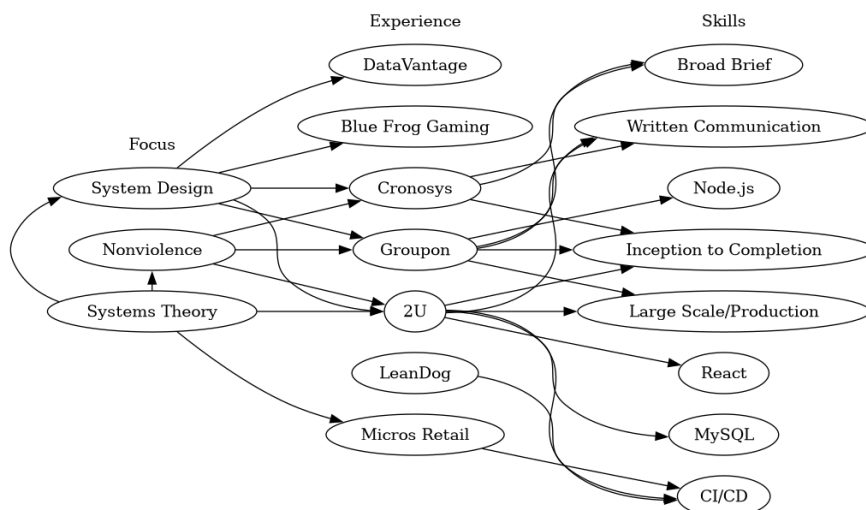 Experience
Skills
DataVantage
Broad Brief
Blue Frog Gaming
Written Communication
Focus
System Design
Cronosys
Node.js
Nonviolence
Groupon
Inception to Completion
Systems Theory
2U
Large Scale/Production
LeanDog
React
Micros Retail
MySQL
CI/CD